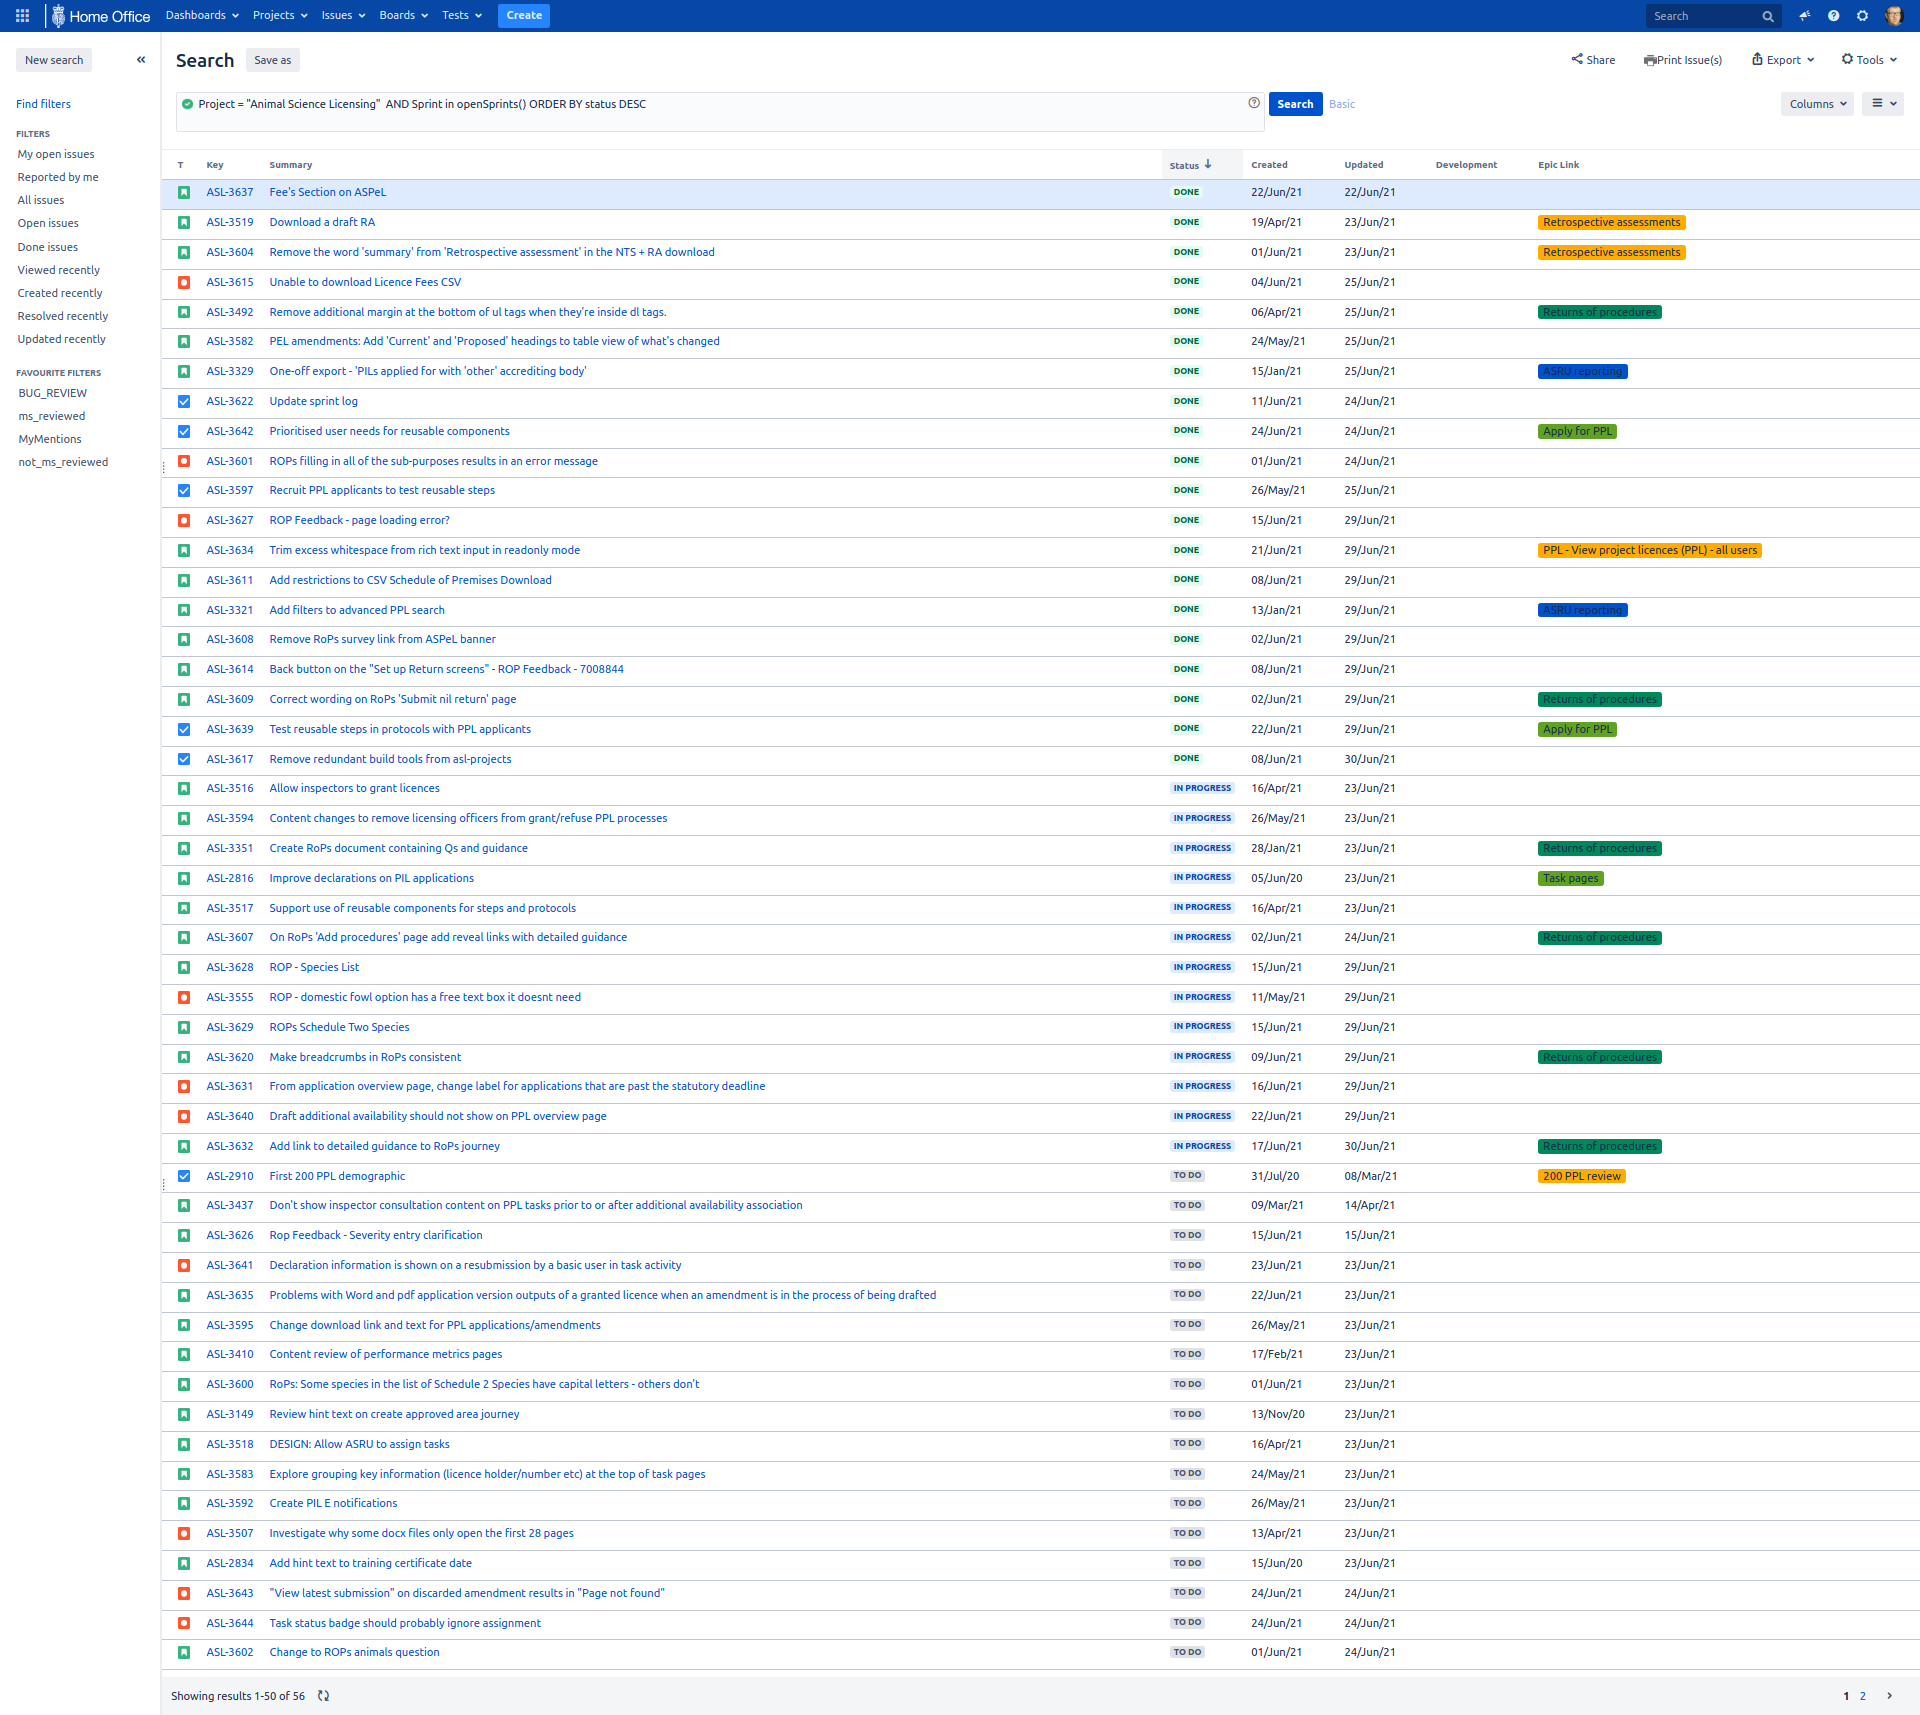 Home Office Dashboards Projects Issues Boards Tests Create Search
New search
Find filters
FILTERS
My open issues
Reported by me
All issues
Open issues
Done issues
Viewed recently
Created recently
Resolved recently
Updated recently
FAVOURITE FILTERS
BUG_REVIEW
ms_reviewed
MyMentions
not_ms_reviewed
Search Save as Share Print Issue(s) Export Tools
Project = "Animal Science Licensing" AND Sprint in openSprints() ORDER BY status DESC Search Basic Columns
T Key Summary Status Created Updated Development Epic Link
ASL-3637 Fee's Section on ASPeL DONE 22/Jun/21 22/Jun/21
ASL-3519 Download a draft RA DONE 19/Apr/21 23/Jun/21 Retrospective assessments
ASL-3604 Remove the word 'summary' from 'Retrospective assessment' in the NTS + RA download DONE 01/Jun/21 23/Jun/21 Retrospective assessments
ASL-3615 Unable to download Licence Fees CSV DONE 04/Jun/21 25/Jun/21
ASL-3492 Remove additional margin at the bottom of ul tags when they're inside dl tags. DONE 06/Apr/21 25/Jun/21 Returns of procedures
ASL-3582 PEL amendments: Add 'Current' and 'Proposed' headings to table view of what's changed DONE 24/May/21 25/Jun/21
ASL-3329 One-off export - 'PILs applied for with 'other' accrediting body' DONE 15/Jan/21 25/Jun/21 ASRU reporting
ASL-3622 Update sprint log DONE 11/Jun/21 24/Jun/21
ASL-3642 Prioritised user needs for reusable components DONE 24/Jun/21 24/Jun/21 Apply for PPL
ASL-3601 ROPs filling in all of the sub-purposes results in an error message DONE 01/Jun/21 24/Jun/21
ASL-3597 Recruit PPL applicants to test reusable steps DONE 26/May/21 25/Jun/21
ASL-3627 ROP Feedback - page loading error? DONE 15/Jun/21 29/Jun/21
ASL-3634 Trim excess whitespace from rich text input in readonly mode DONE 21/Jun/21 29/Jun/21 PPL - View project licences (PPL) - all users
ASL-3611 Add restrictions to CSV Schedule of Premises Download DONE 08/Jun/21 29/Jun/21
ASL-3321 Add filters to advanced PPL search DONE 13/Jan/21 29/Jun/21 ASRU reporting
ASL-3608 Remove RoPs survey link from ASPeL banner DONE 02/Jun/21 29/Jun/21
ASL-3614 Back button on the "Set up Return screens" - ROP Feedback - 7008844 DONE 08/Jun/21 29/Jun/21
ASL-3609 Correct wording on RoPs 'Submit nil return' page DONE 02/Jun/21 29/Jun/21 Returns of procedures
ASL-3639 Test reusable steps in protocols with PPL applicants DONE 22/Jun/21 29/Jun/21 Apply for PPL
ASL-3617 Remove redundant build tools from asl-projects DONE 08/Jun/21 30/Jun/21
ASL-3516 Allow inspectors to grant licences IN PROGRESS 16/Apr/21 23/Jun/21
ASL-3594 Content changes to remove licensing officers from grant/refuse PPL processes IN PROGRESS 26/May/21 23/Jun/21
ASL-3351 Create RoPs document containing Qs and guidance IN PROGRESS 28/Jan/21 23/Jun/21 Returns of procedures
ASL-2816 Improve declarations on PIL applications IN PROGRESS 05/Jun/20 23/Jun/21 Task pages
ASL-3517 Support use of reusable components for steps and protocols IN PROGRESS 16/Apr/21 23/Jun/21
ASL-3607 On RoPs 'Add procedures' page add reveal links with detailed guidance IN PROGRESS 02/Jun/21 24/Jun/21 Returns of procedures
ASL-3628 ROP - Species List IN PROGRESS 15/Jun/21 29/Jun/21
ASL-3555 ROP - domestic fowl option has a free text box it doesnt need IN PROGRESS 11/May/21 29/Jun/21
ASL-3629 ROPs Schedule Two Species IN PROGRESS 15/Jun/21 29/Jun/21
ASL-3620 Make breadcrumbs in RoPs consistent IN PROGRESS 09/Jun/21 29/Jun/21 Returns of procedures
ASL-3631 From application overview page, change label for applications that are past the statutory deadline IN PROGRESS 16/Jun/21 29/Jun/21
ASL-3640 Draft additional availability should not show on PPL overview page IN PROGRESS 22/Jun/21 29/Jun/21
ASL-3632 Add link to detailed guidance to RoPs journey IN PROGRESS 17/Jun/21 30/Jun/21 Returns of procedures
ASL-2910 First 200 PPL demographic TO DO 31/Jul/20 08/Mar/21 200 PPL review
ASL-3437 Don't show inspector consultation content on PPL tasks prior to or after additional availability association TO DO 09/Mar/21 14/Apr/21
ASL-3626 Rop Feedback - Severity entry clarification TO DO 15/Jun/21 15/Jun/21
ASL-3641 Declaration information is shown on a resubmission by a basic user in task activity TO DO 23/Jun/21 23/Jun/21
ASL-3635 Problems with Word and pdf application version outputs of a granted licence when an amendment is in the process of being drafted TO DO 22/Jun/21 23/Jun/21
ASL-3595 Change download link and text for PPL applications/amendments TO DO 26/May/21 23/Jun/21
ASL-3410 Content review of performance metrics pages TO DO 17/Feb/21 23/Jun/21
ASL-3600 RoPs: Some species in the list of Schedule 2 Species have capital letters - others don't TO DO 01/Jun/21 23/Jun/21
ASL-3149 Review hint text on create approved area journey TO DO 13/Nov/20 23/Jun/21
ASL-3518 DESIGN: Allow ASRU to assign tasks TO DO 16/Apr/21 23/Jun/21
ASL-3583 Explore grouping key information (licence holder/number etc) at the top of task pages TO DO 24/May/21 23/Jun/21
ASL-3592 Create PIL E notifications TO DO 26/May/21 23/Jun/21
ASL-3507 Investigate why some docx files only open the first 28 pages TO DO 13/Apr/21 23/Jun/21
ASL-2834 Add hint text to training certificate date TO DO 15/Jun/20 23/Jun/21
ASL-3643 "View latest submission" on discarded amendment results in "Page not found" TO DO 24/Jun/21 24/Jun/21
ASL-3644 Task status badge should probably ignore assignment TO DO 24/Jun/21 24/Jun/21
ASL-3602 Change to ROPs animals question TO DO 01/Jun/21 24/Jun/21
Showing results 1-50 of 56 1 2